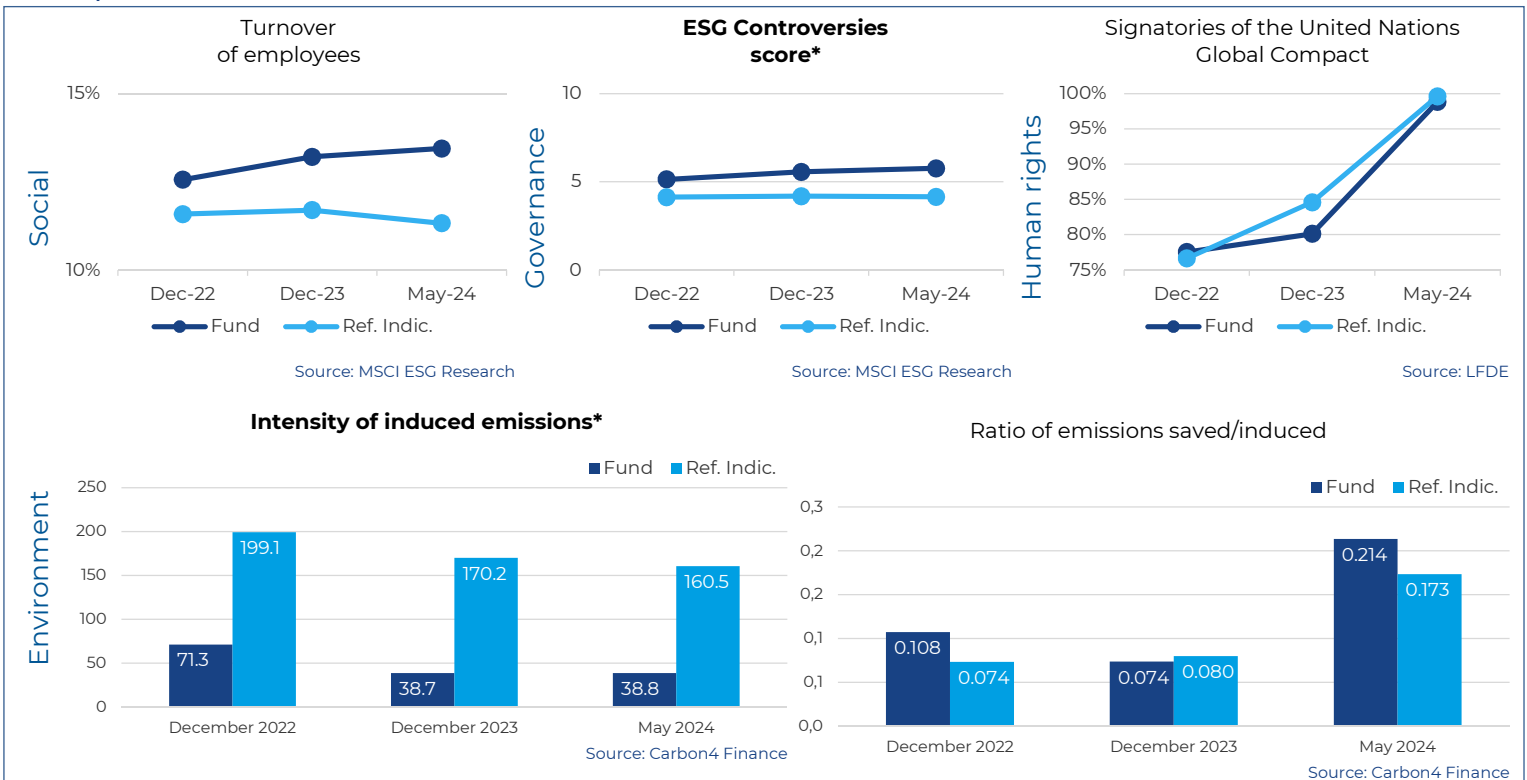 Turnover
of employees
Social
15%
10%
Dec-22 Dec-23 May-24
Fund Ref. Indic.
Source: MSCI ESG Research
ESG Controversies
score*
Governance
10
5
0
Dec-22 Dec-23 May-24
Fund Ref. Indic.
Source: MSCI ESG Research
Signatories of the United Nations
Global Compact
Human rights
100%
95%
90%
85%
80%
75%
Dec-22 Dec-23 May-24
Fund Ref. Indic.
Source: LFDE
Intensity of induced emissions*
Environment
Fund Ref. Indic.
250
200
150
100
50
0
71.3 199.1
38.7 170.2
38.8 160.5
December 2022 December 2023 May 2024
Source: Carbon4 Finance
Ratio of emissions saved/induced
Fund Ref. Indic.
0,3
0,2
0,2
0,1
0,1
0,0
0.108 0.074
0.074 0.080
0.214 0.173
December 2022 December 2023 May 2024
Source: Carbon4 Finance